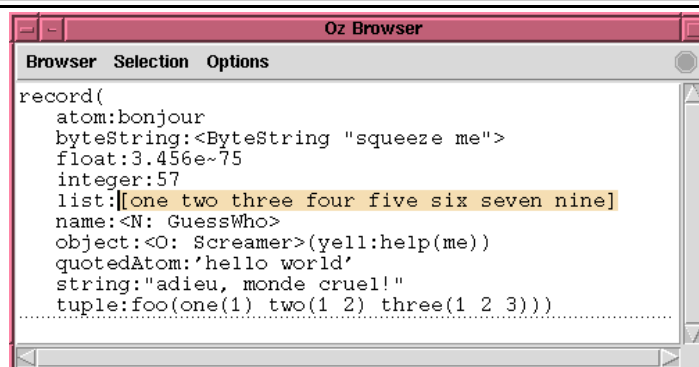 Oz Browser
Browser Selection Options
record(
atom:bonjour
byteString:<ByteString "squeeze me">
float:3.456e~75
integer:57
list:[one two three four five six seven nine]
name:<N: GuessWho>
object:<O: Screamer>(yell:help(me))
quotedAtom:'hello world'
string:"adieu, monde cruel!"
tuple:foo(one(1) two(1 2) three(1 2 3)))